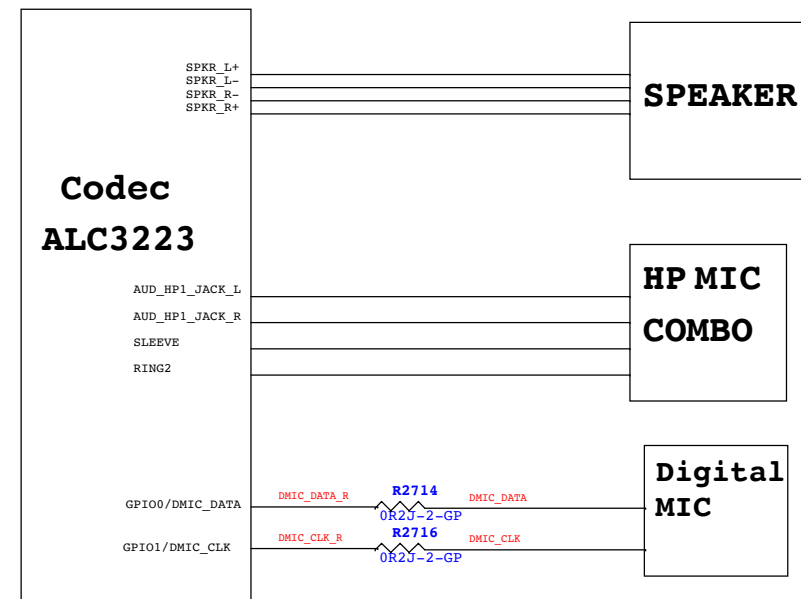 SPKR_L+
SPKR_L-
SPKR_R-
SPKR_R+
SPEAKER
Codec
ALC3223
HP MIC
COMBO
AUD_HP1_JACK_L
AUD_HP1_JACK_R
SLEEVE
RING2
Digital
MIC
GPIO0/DMIC_DATA
DMIC_DATA_R
R2714
0R2J-2-GP
DMIC_DATA
GPIO1/DMIC_CLK
DMIC_CLK_R
R2716
0R2J-2-GP
DMIC_CLK